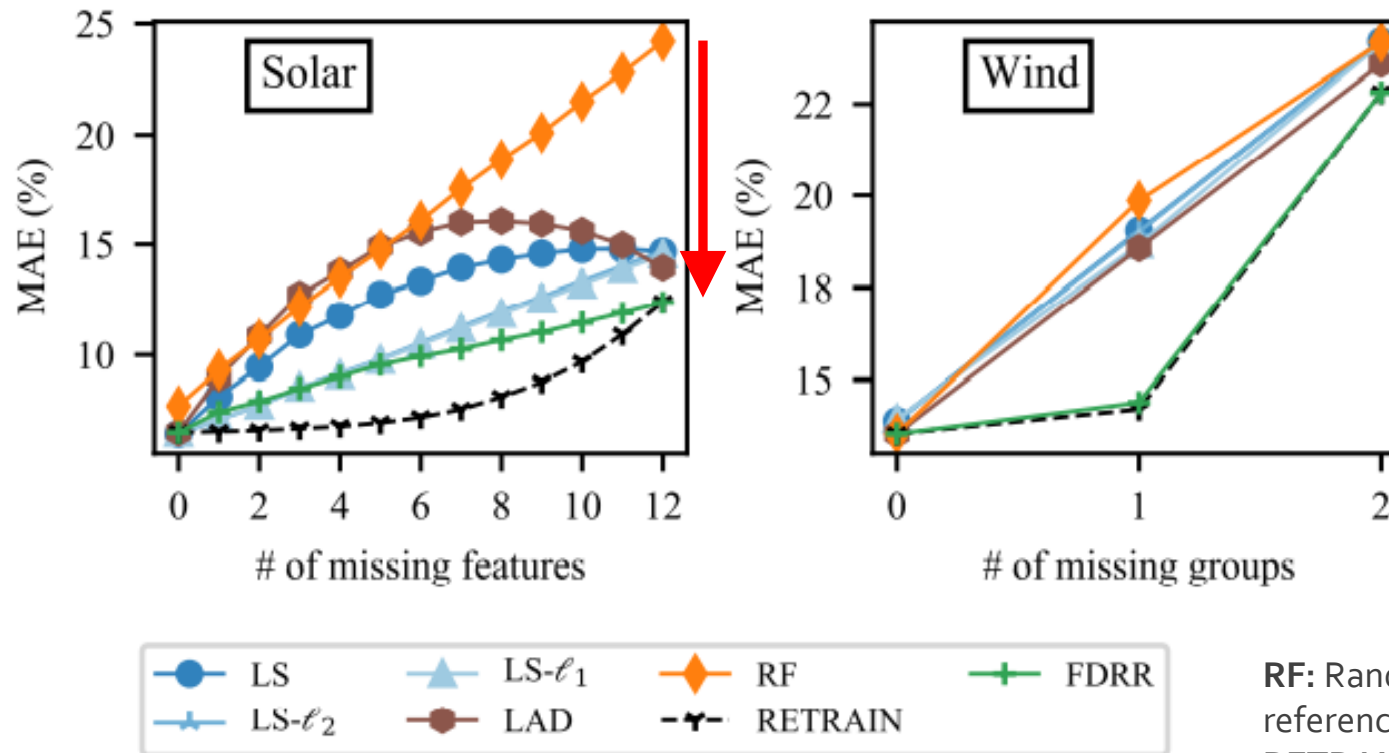 Solar
25
20
15
10
MAE (%)
0 2 4 6 8 10 12
# of missing features
Wind
22
20
18
15
MAE (%)
0 1 2
# of missing groups
LS LS-ℓ1 RF FDRR
LS-ℓ2 LAD RETRAIN
RF:
reference